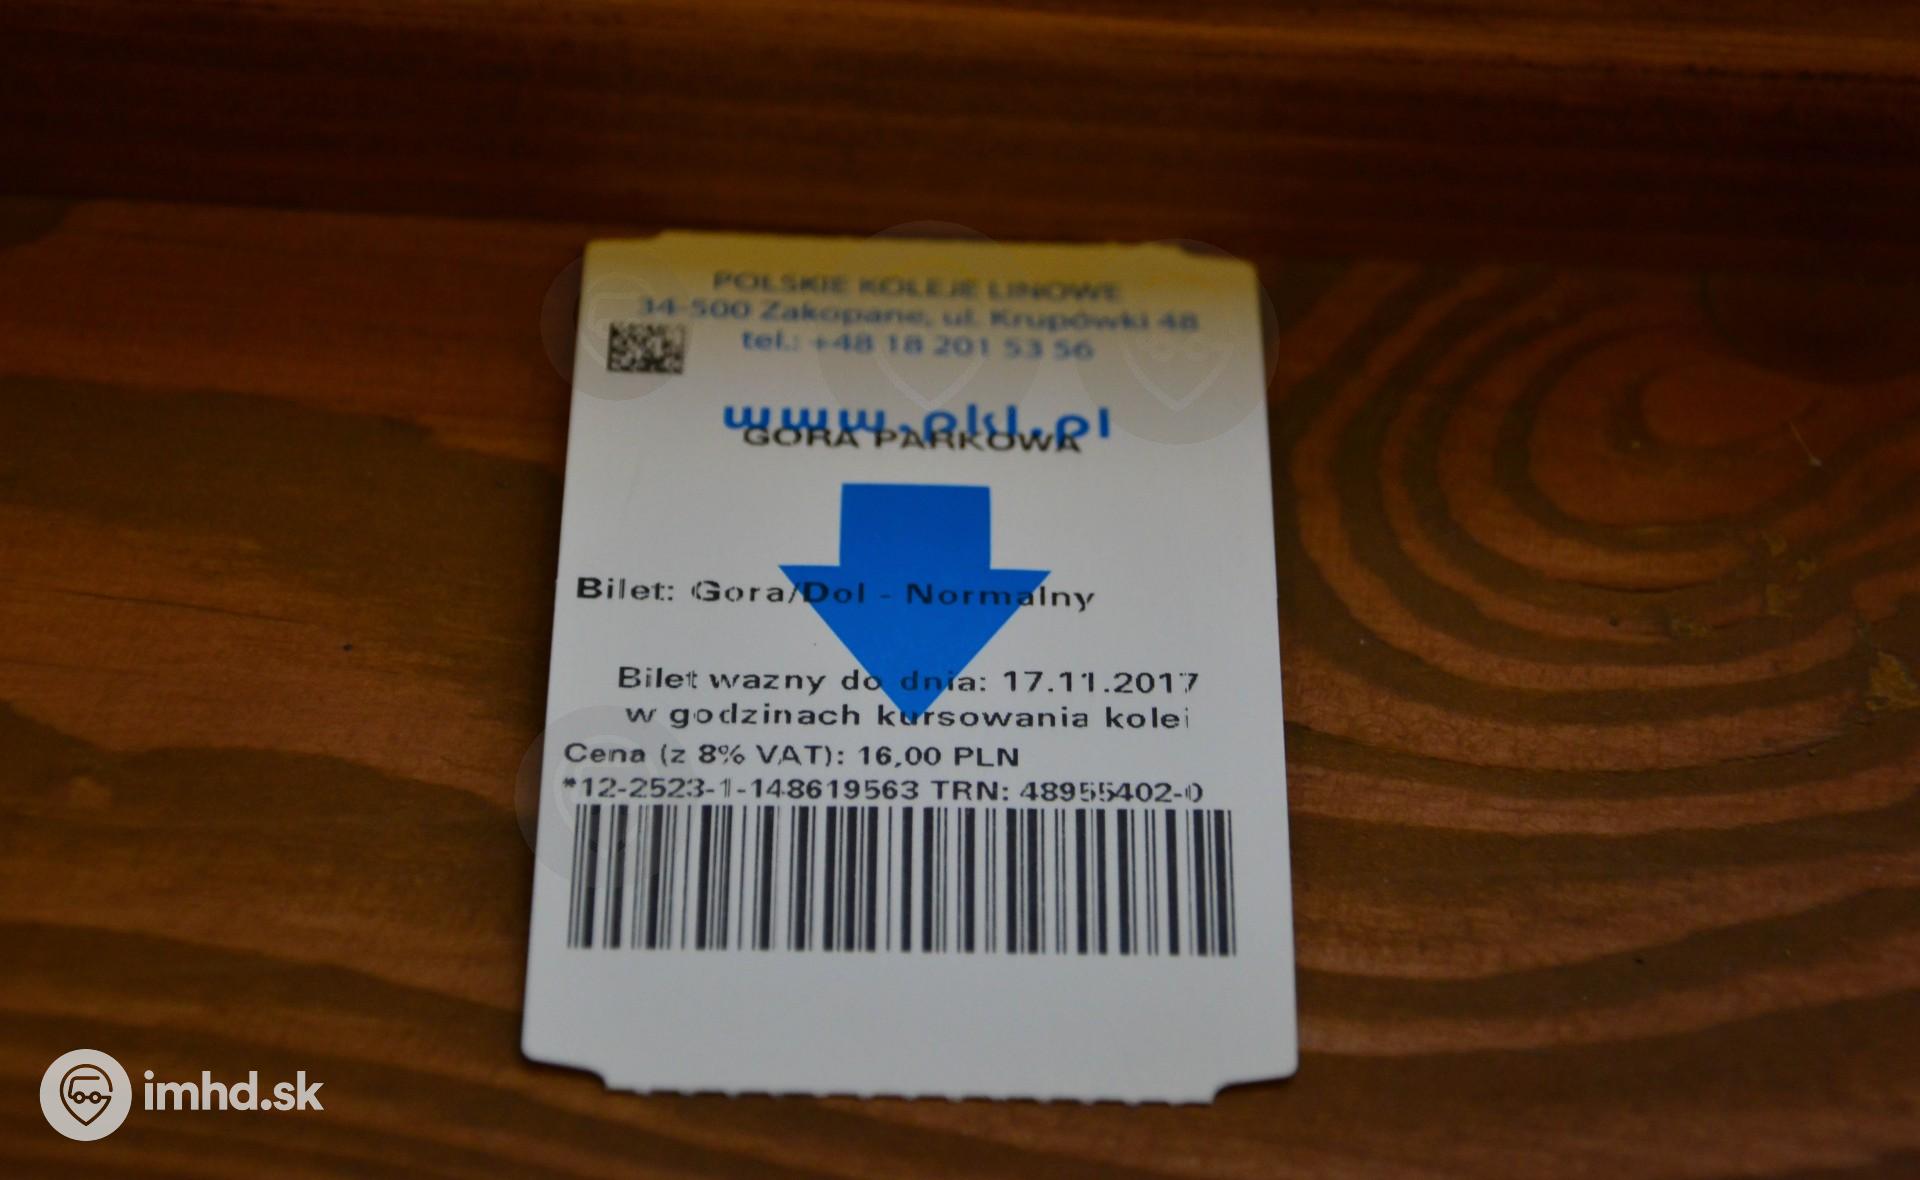 POLSKIE KOLEJE LINOWE
34-500 Zakopane, ul. Krupówki 48
tel.: +48 18 201 53 56
www.pkl.pl
GORA PARKOWA
Bilet: Gora/Dol - Normalny
Bilet wazny do dnia: 17.11.2017
w godzinach kursowania kolei
Cena (z 8% VAT): 16,00 PLN
*12-2523-1-148619563 TRN: 48955402-0
imhd.sk